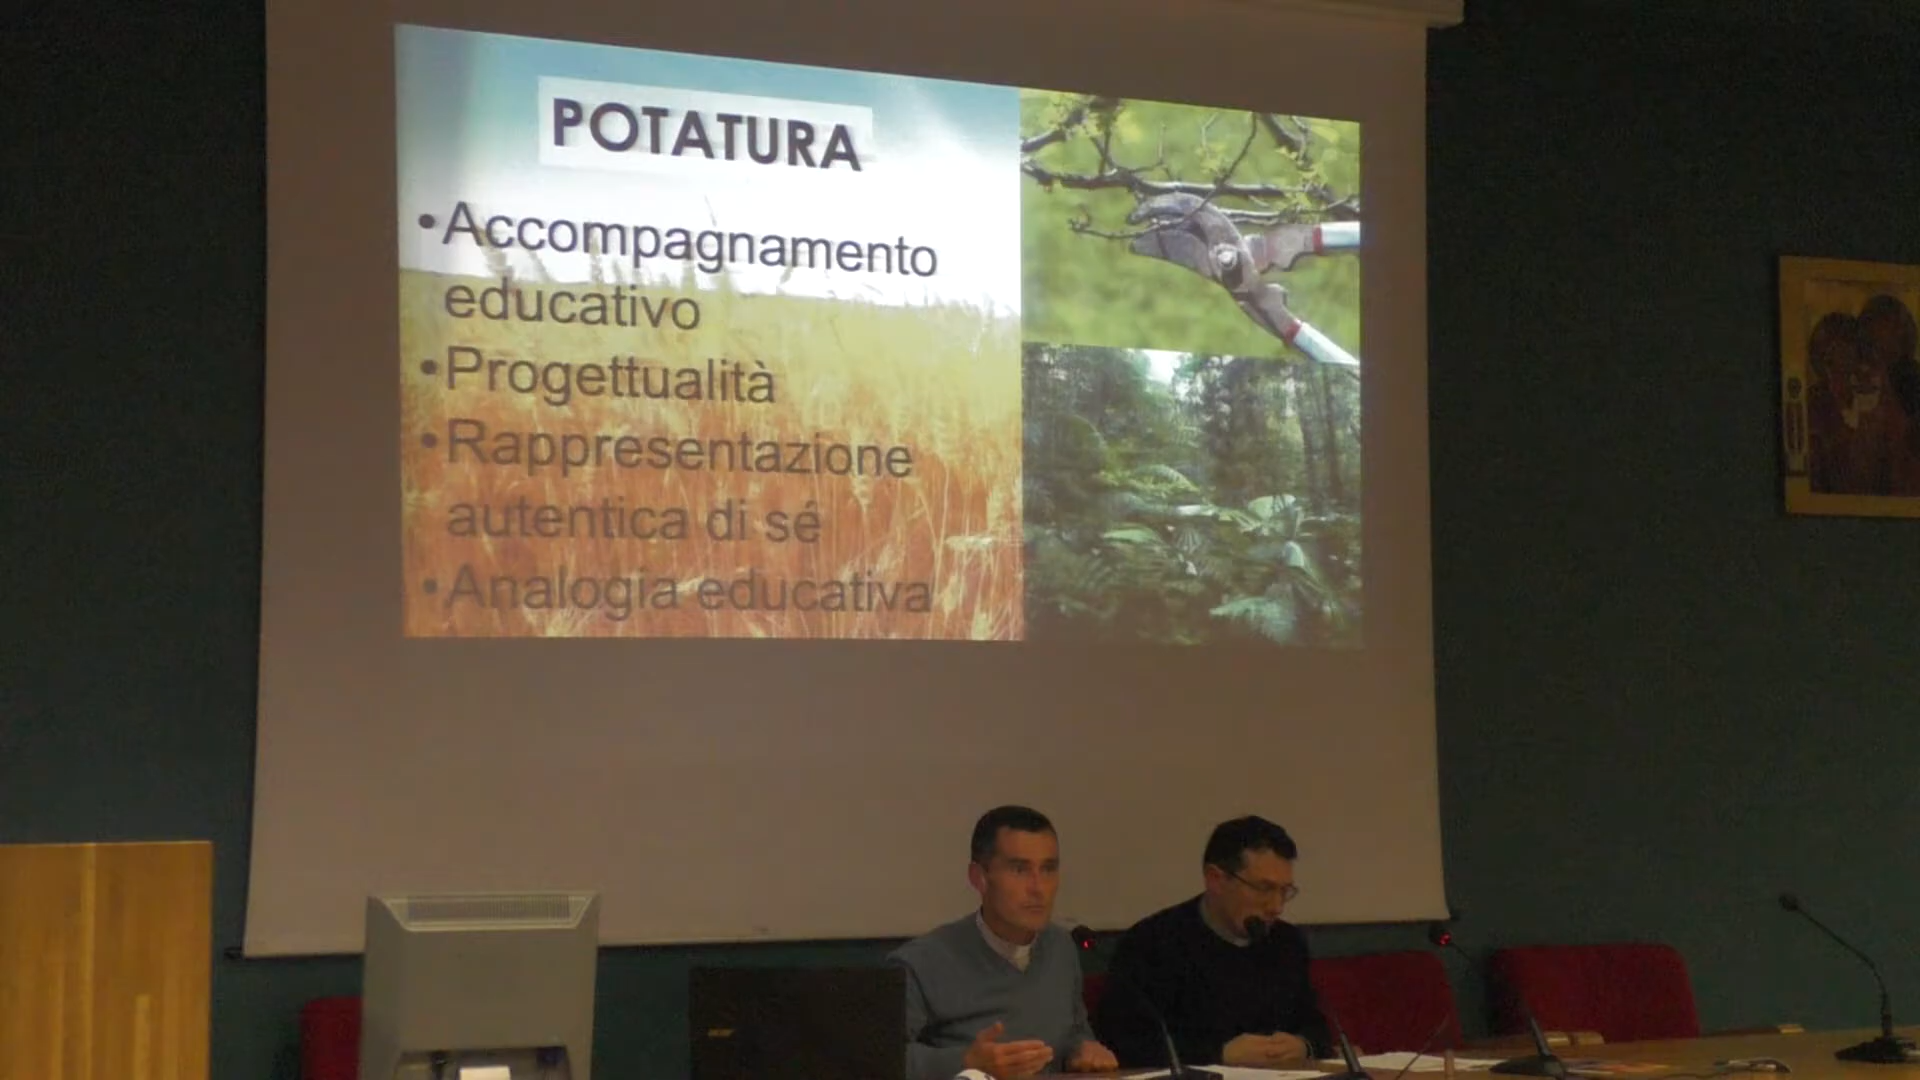 POTATURA
•Accompagnamento
educativo
•Progettualità
•Rappresentazione
autentica di sé
•Analogia educativa